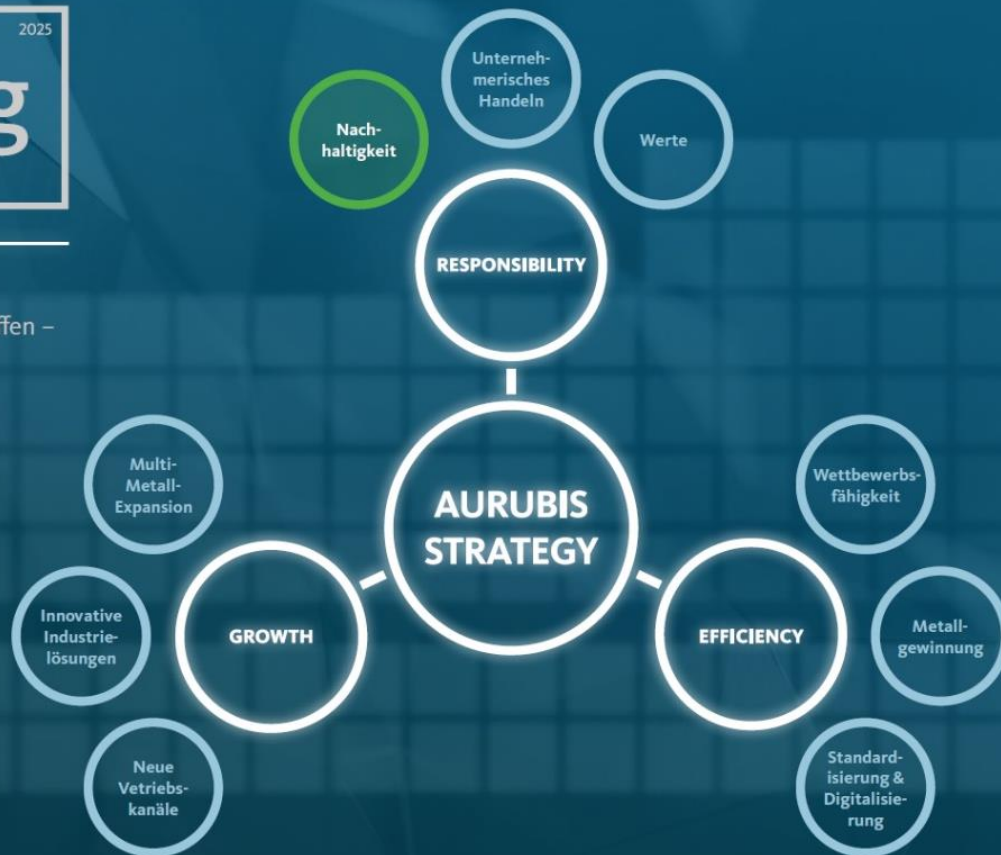 2025
g
ffen –
Unterneh-
merisches
Handeln
Nach-
haltigkeit
Werte
RESPONSIBILITY
Multi-
Metall-
Expansion
Wettbewerbs-
fähigkeit
AURUBIS
STRATEGY
Innovative
Industrie-
lösungen
GROWTH
EFFICIENCY
Metall-
gewinnung
Neue
Vetriebs-
kanäle
Standard-
isierung &
Digitalisie-
rung